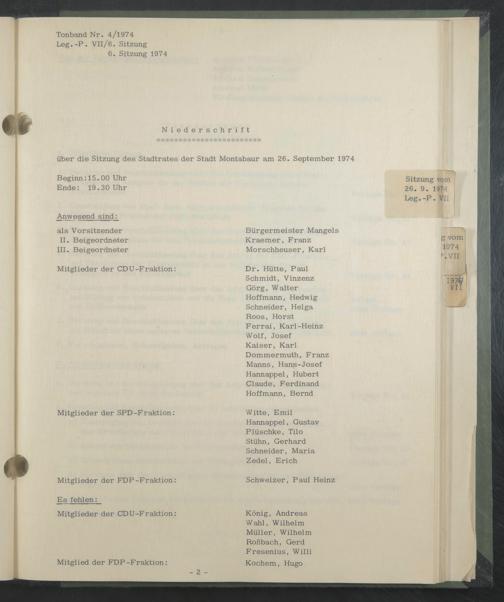 Tonband Nr. 4/1974
Leg.-P. VII/6. Sitzung
6. Sitzung 1974
Niederschrift
über die Sitzung des Stadtrates der Stadt Montabaur am 26. September 1974
Beginn: 15.00 Uhr
Ende: 19.30 Uhr
Sitzung vom
26. 9. 1974
Leg.-P. VII
g vom
1974
P. VII
1976
VII
Anwesend sind:
als Vorsitzender Bürgermeister Mangels
II. Beigeordneter Kraemer, Franz
III. Beigeordneter Morschheuser, Karl
Mitglieder der CDU-Fraktion: Dr. Hütte, Paul
Schmidt, Vinzenz
Görg, Walter
Hoffmann, Hedwig
Schneider, Helga
Roos, Horst
Ferrai, Karl-Heinz
Wolf, Josef
Kaiser, Karl
Dommermuth, Franz
Manns, Hans-Josef
Hannappel, Hubert
Claude, Ferdinand
Hoffmann, Bernd
Mitglieder der SPD-Fraktion: Witte, Emil
Hannappel, Gustav
Plüschke, Tilo
Stühn, Gerhard
Schneider, Maria
Zedel, Erich
Mitglieder der FDP-Fraktion: Schweizer, Paul Heinz
Es fehlen:
Mitglieder der CDU-Fraktion: König, Andreas
Wahl, Wilhelm
Müller, Wilhelm
Roßbach, Gerd
Fresenius, Willi
Mitglied der FDP-Fraktion: Kochem, Hugo
- 2 -